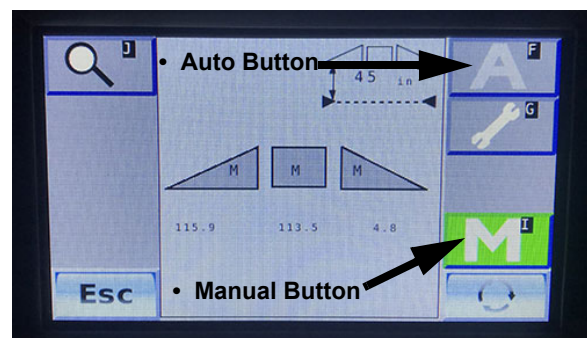 J
• Auto Button
45 in
A F
G
M M M
115.9 113.5 4.8
M I
Esc
• Manual Button